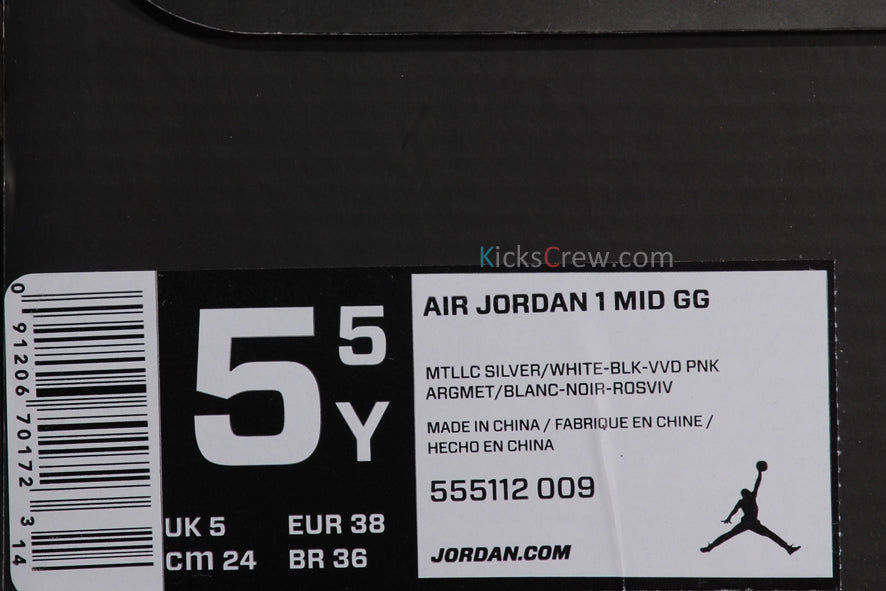 KicksCrew.com
0 91206 70172 3 14
5 5
Y
UK 5 EUR 38
cm 24 BR 36
AIR JORDAN 1 MID GG
MTLLC SILVER/WHITE-BLK-VVD PNK
ARGMET/BLANC-NOIR-ROSVIV
MADE IN CHINA / FABRIQUE EN CHINE /
HECHO EN CHINA
555112 009
JORDAN.COM